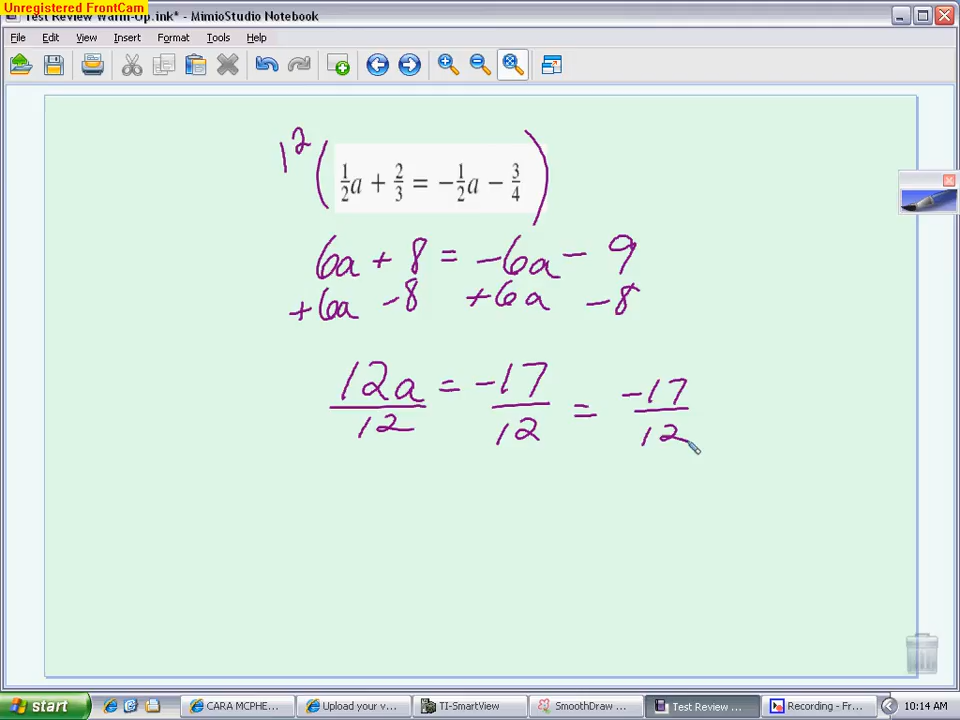 Unregistered FrontCam
Test Review Warm-Up.ink* - MimioStudio Notebook
File Edit View Insert Format Tools Help
12 ( 1/2 a + 2/3 = -1/2 a - 3/4 )
6a + 8 = -6a - 9
+6a -8 +6a -8
12a/12 = -17/12 = -17/12
start CARA MCPHE... Upload your v... TI-SmartView SmoothDraw ... Test Review ... Recording - Fr... 10:14 AM